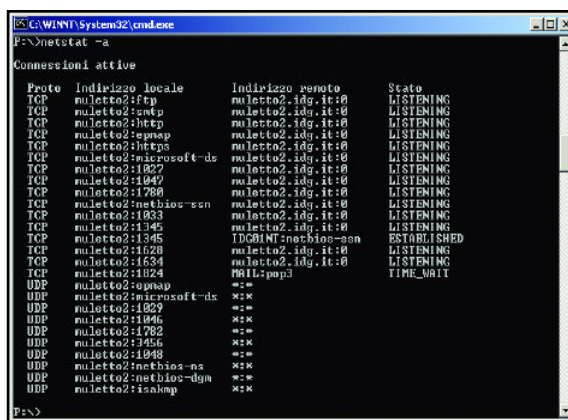 C:\WINNT\System32\cmd.exe
P:\>netstat -a
Connessioni attive
Proto Indirizzo locale Indirizzo remoto Stato
TCP muletto2:ftp muletto2.idg.it:0 LISTENING
TCP muletto2:smtp muletto2.idg.it:0 LISTENING
TCP muletto2:http muletto2.idg.it:0 LISTENING
TCP muletto2:epmap muletto2.idg.it:0 LISTENING
TCP muletto2:https muletto2.idg.it:0 LISTENING
TCP muletto2:microsoft-ds muletto2.idg.it:0 LISTENING
TCP muletto2:1027 muletto2.idg.it:0 LISTENING
TCP muletto2:1047 muletto2.idg.it:0 LISTENING
TCP muletto2:1780 muletto2.idg.it:0 LISTENING
TCP muletto2:netbios-ssn muletto2.idg.it:0 LISTENING
TCP muletto2:1033 muletto2.idg.it:0 LISTENING
TCP muletto2:1345 muletto2.idg.it:0 LISTENING
TCP muletto2:1345 IDG01NT:netbios-ssn ESTABLISHED
TCP muletto2:1628 muletto2.idg.it:0 LISTENING
TCP muletto2:1634 muletto2.idg.it:0 LISTENING
TCP muletto2:1824 MAIL:pop3 TIME_WAIT
UDP muletto2:epmap *:*
UDP muletto2:microsoft-ds *:*
UDP muletto2:1029 *:*
UDP muletto2:1046 *:*
UDP muletto2:1782 *:*
UDP muletto2:3456 *:*
UDP muletto2:1048 *:*
UDP muletto2:netbios-ns *:*
UDP muletto2:netbios-dgm *:*
UDP muletto2:isakmp *:*
P:\>